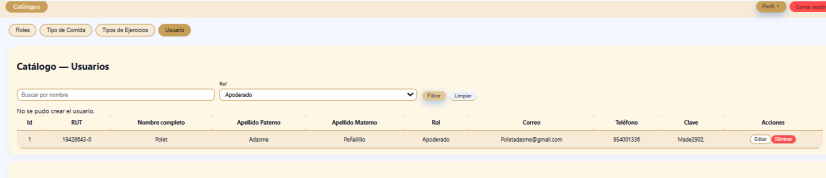 Catálogos
Perfil
Cerrar sesión
Roles Tipo de Comida Tipos de Ejercicios Usuario
Catálogo — Usuarios
Rol
Buscar por nombre Apoderado Filtrar Limpiar
No se pudo crear el usuario.
Id RUT Nombre completo Apellido Paterno Apellido Materno Rol Correo Teléfono Clave Acciones
1 19428643-0 Polet Adasme Peñailillo Apoderado Poletadasme@gmail.com 954001336 Made2902. Editar Eliminar